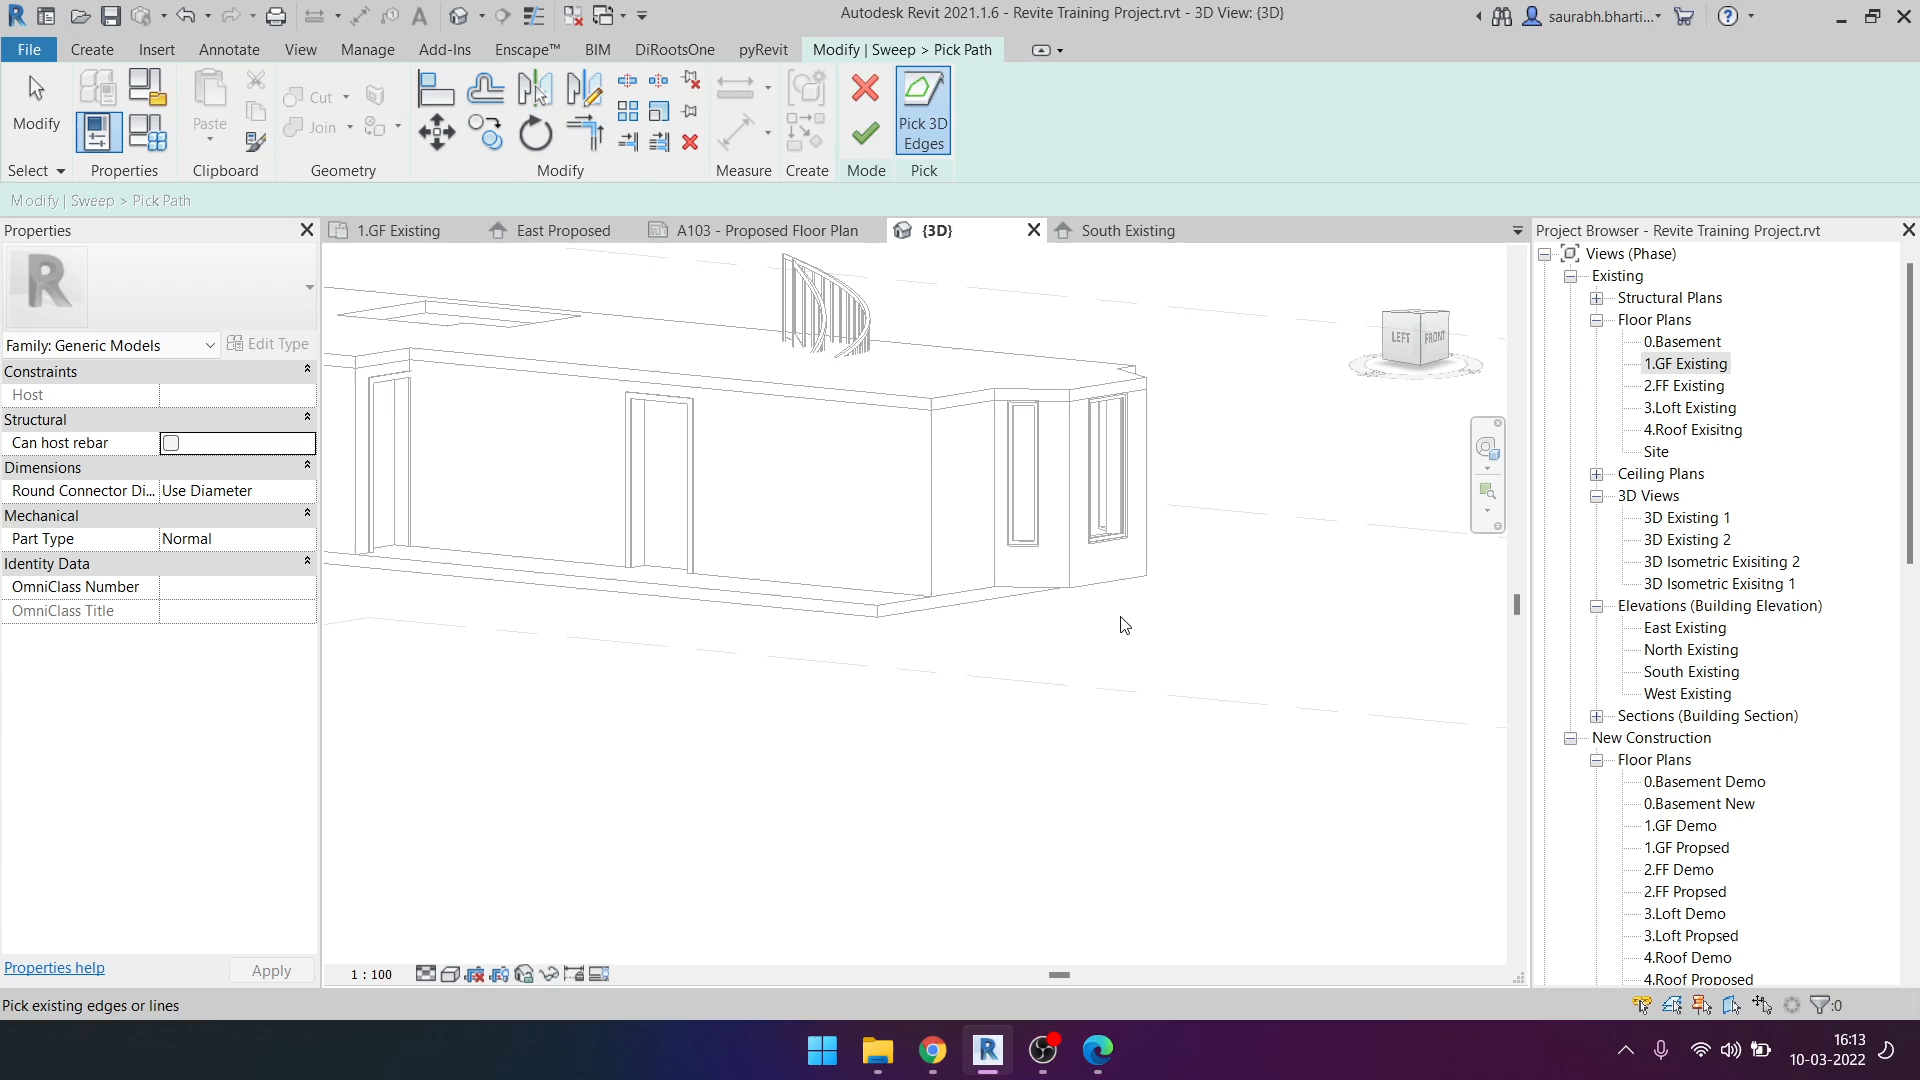 Autodesk Revit 2021.1.6 - Revite Training Project.rvt - 3D View: {3D}
saurabh.bharti...
File
Create
Insert
Annotate
View
Manage
Add-Ins
Enscape™
BIM
DiRootsOne
pyRevit
Modify | Sweep > Pick Path
Modify
Paste
Cut
Join
Pick 3D
Edges
Select
Properties
Clipboard
Geometry
Modify
Measure
Create
Mode
Pick
Modify | Sweep > Pick Path
Properties
1.GF Existing
East Proposed
A103 - Proposed Floor Plan
{3D}
South Existing
Project Browser - Revite Training Project.rvt
R
Family: Generic Models
Edit Type
Constraints
Host
Structural
Can host rebar
Dimensions
Round Connector Di... Use Diameter
Mechanical
Part Type Normal
Identity Data
OmniClass Number
OmniClass Title
Properties help
Apply
LEFT
FRONT
1 : 100
Views (Phase)
Existing
Structural Plans
Floor Plans
0.Basement
1.GF Existing
2.FF Existing
3.Loft Existing
4.Roof Exisitng
Site
Ceiling Plans
3D Views
3D Existing 1
3D Existing 2
3D Isometric Exisiting 2
3D Isometric Exisitng 1
Elevations (Building Elevation)
East Existing
North Existing
South Existing
West Existing
Sections (Building Section)
New Construction
Floor Plans
0.Basement Demo
0.Basement New
1.GF Demo
1.GF Propsed
2.FF Demo
2.FF Propsed
3.Loft Demo
3.Loft Propsed
4.Roof Demo
4.Roof Proposed
Pick existing edges or lines
:0
16:13
10-03-2022